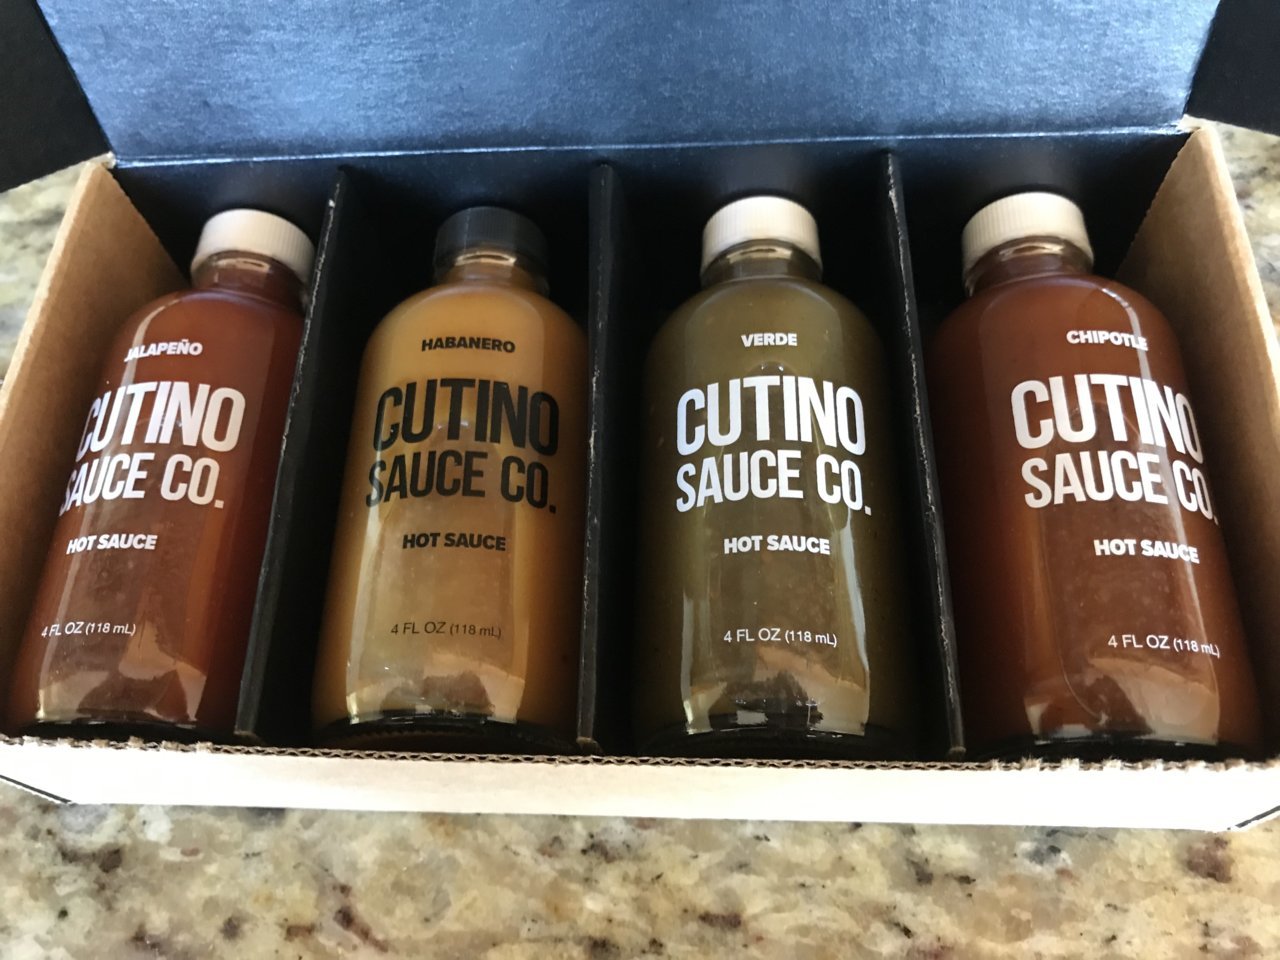 JALAPEÑO
CUTINO
SAUCE CO.
HOT SAUCE
4 FL OZ (118 mL)
HABANERO
CUTINO
SAUCE CO.
HOT SAUCE
4 FL OZ (118 mL)
VERDE
CUTINO
SAUCE CO.
HOT SAUCE
4 FL OZ (118 mL)
CHIPOTLE
CUTINO
SAUCE CO.
HOT SAUCE
4 FL OZ (118 mL)